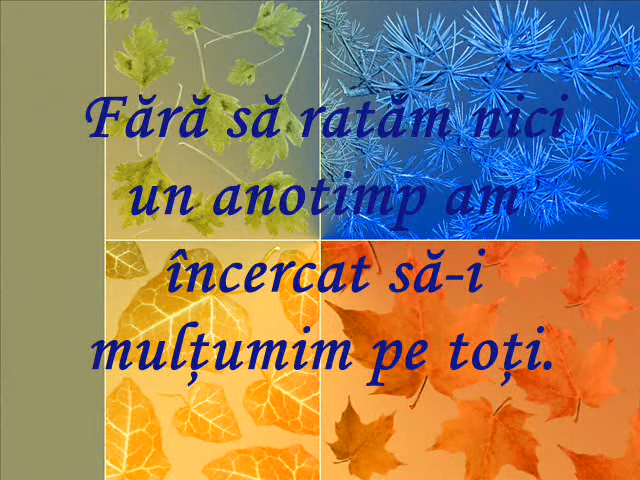 Fără să ratăm nici
un anotimp am
încercat să-i
mulțumim pe toți.